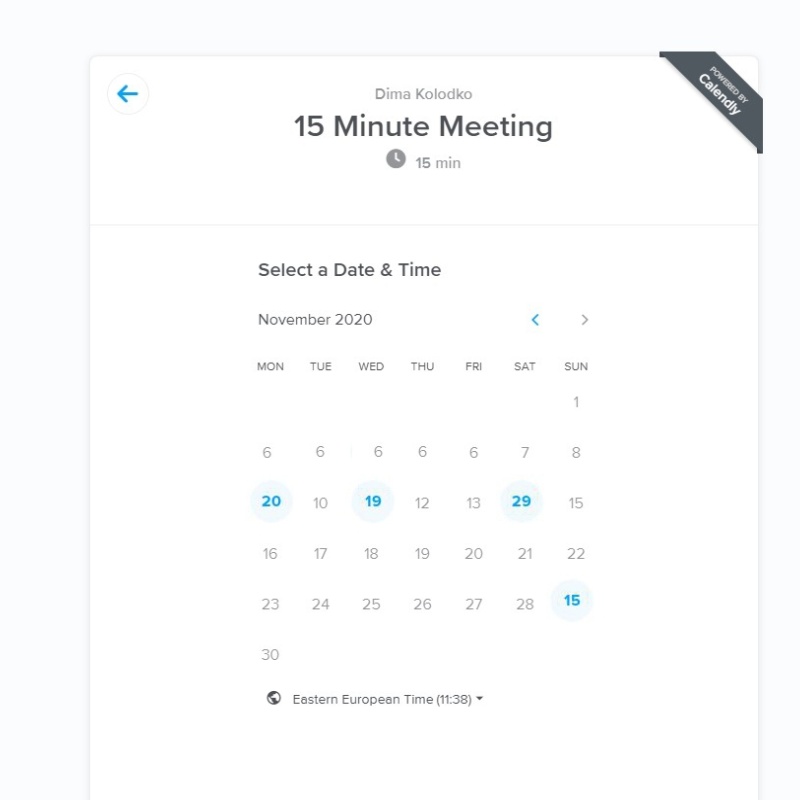 POWERED BY
Calendly
Dima Kolodko
15 Minute Meeting
15 min
Select a Date & Time
November 2020
MON TUE WED THU FRI SAT SUN
1
6 6 6 6 6 7 8
20 10 19 12 13 29 15
16 17 18 19 20 21 22
23 24 25 26 27 28 15
30
Eastern European Time (11:38)